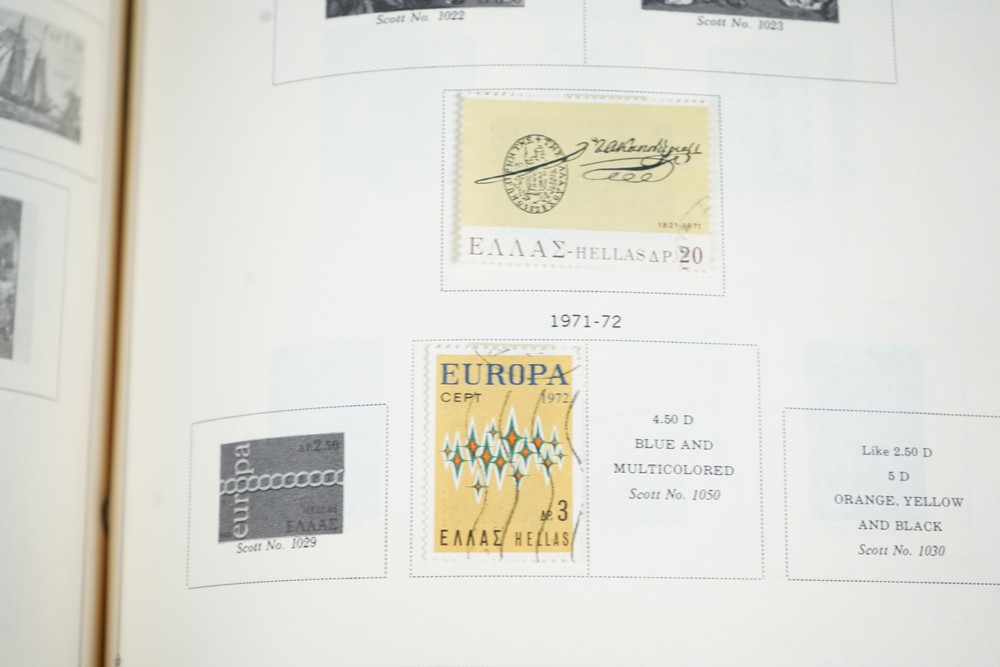 Scott No. 1022
Scott No. 1023
1821-1971
ΕΛΛΑΣ-HELLAS ΔΡ. 20
1971-72
EUROPA
CEPT 1972
ΔΡ. 3
ΕΛΛΑΣ HELLAS
4.50 D
BLUE AND
MULTICOLORED
Scott No. 1050
europa
ΔΡ. 2.50
HELLAS
ΕΛΛΑΣ
Scott No. 1029
Like 2.50 D
5 D
ORANGE, YELLOW
AND BLACK
Scott No. 1030